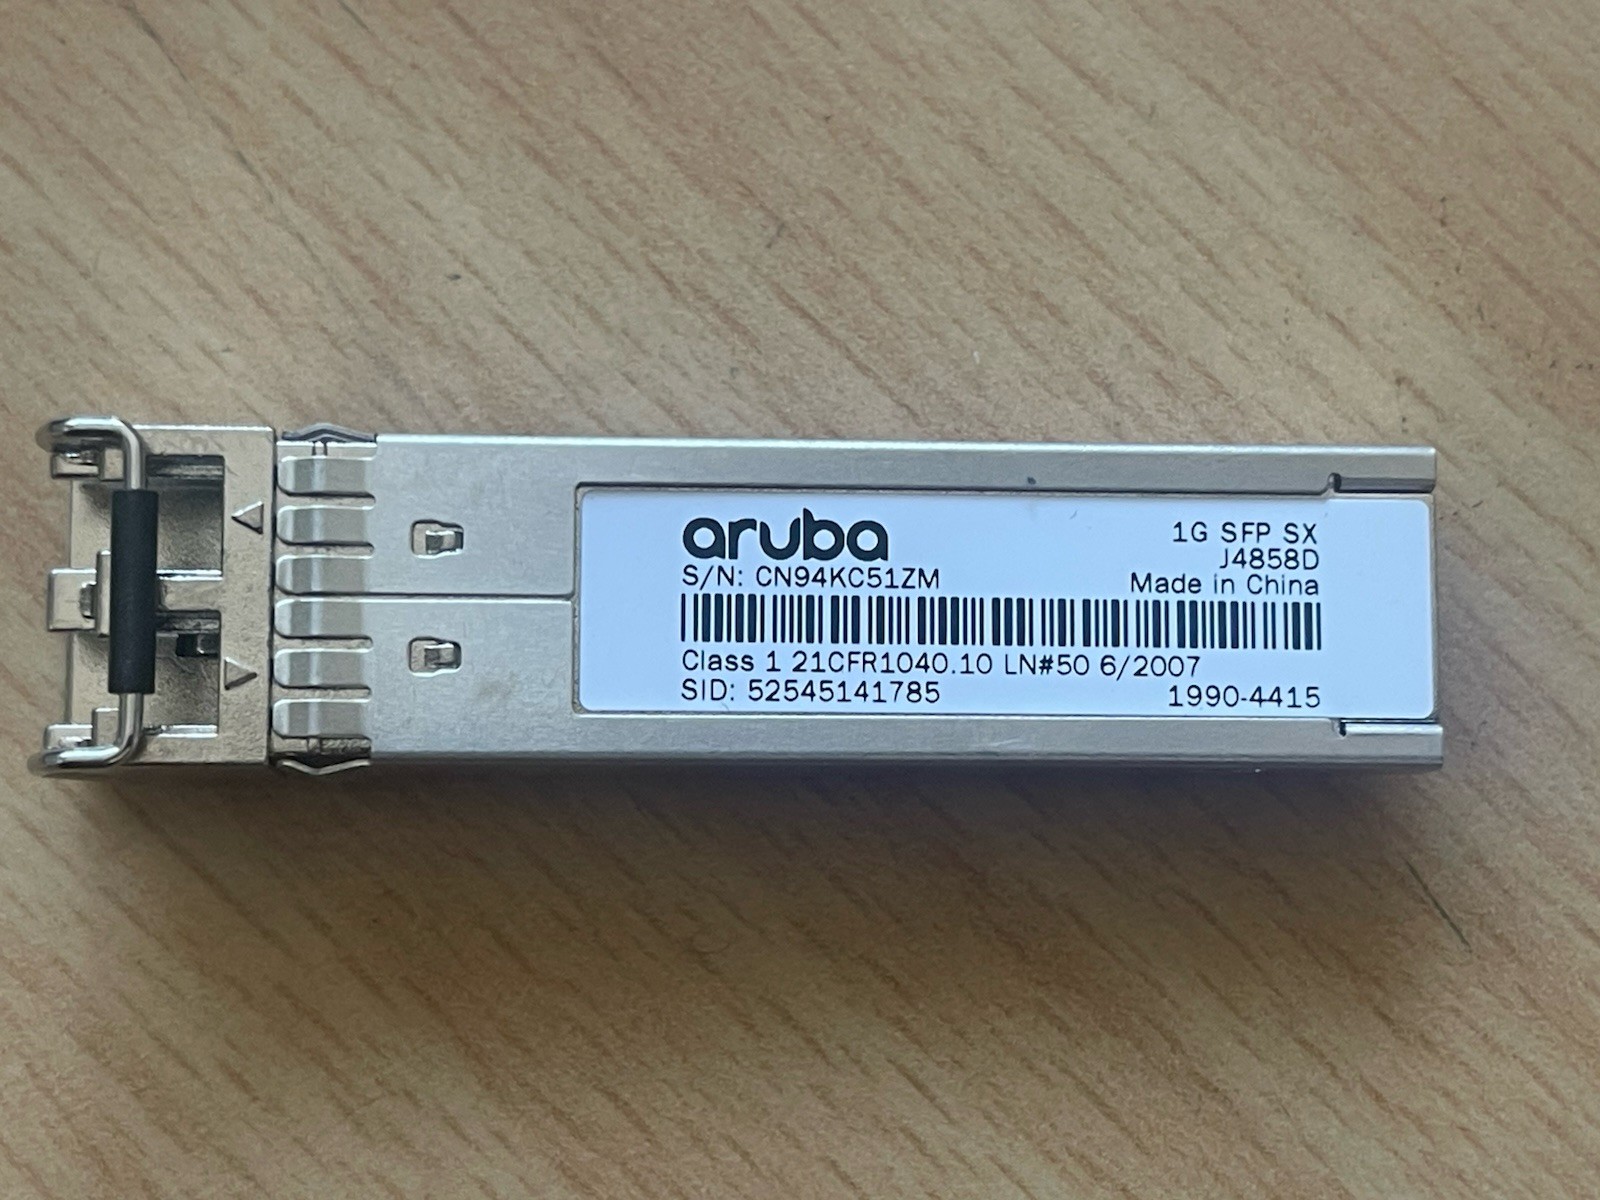 aruba
1G SFP SX
J4858D
S/N: CN94KC51ZM
Made in China
Class 1 21CFR1040.10 LN#50 6/2007
SID: 52545141785
1990-4415